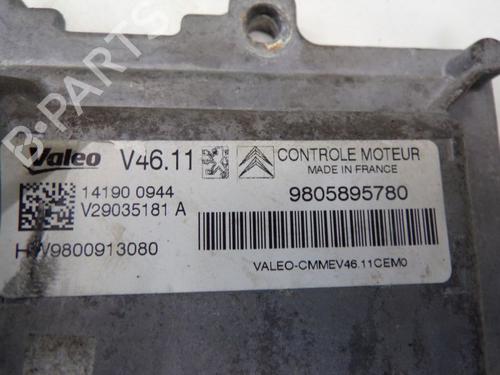 B-PARTS
Valeo V46.11 CONTROLE MOTEUR
MADE IN FRANCE
14190 0944
V29035181 A
9805895780
HW9800913080
VALEO-CMMEV46.11CEM0